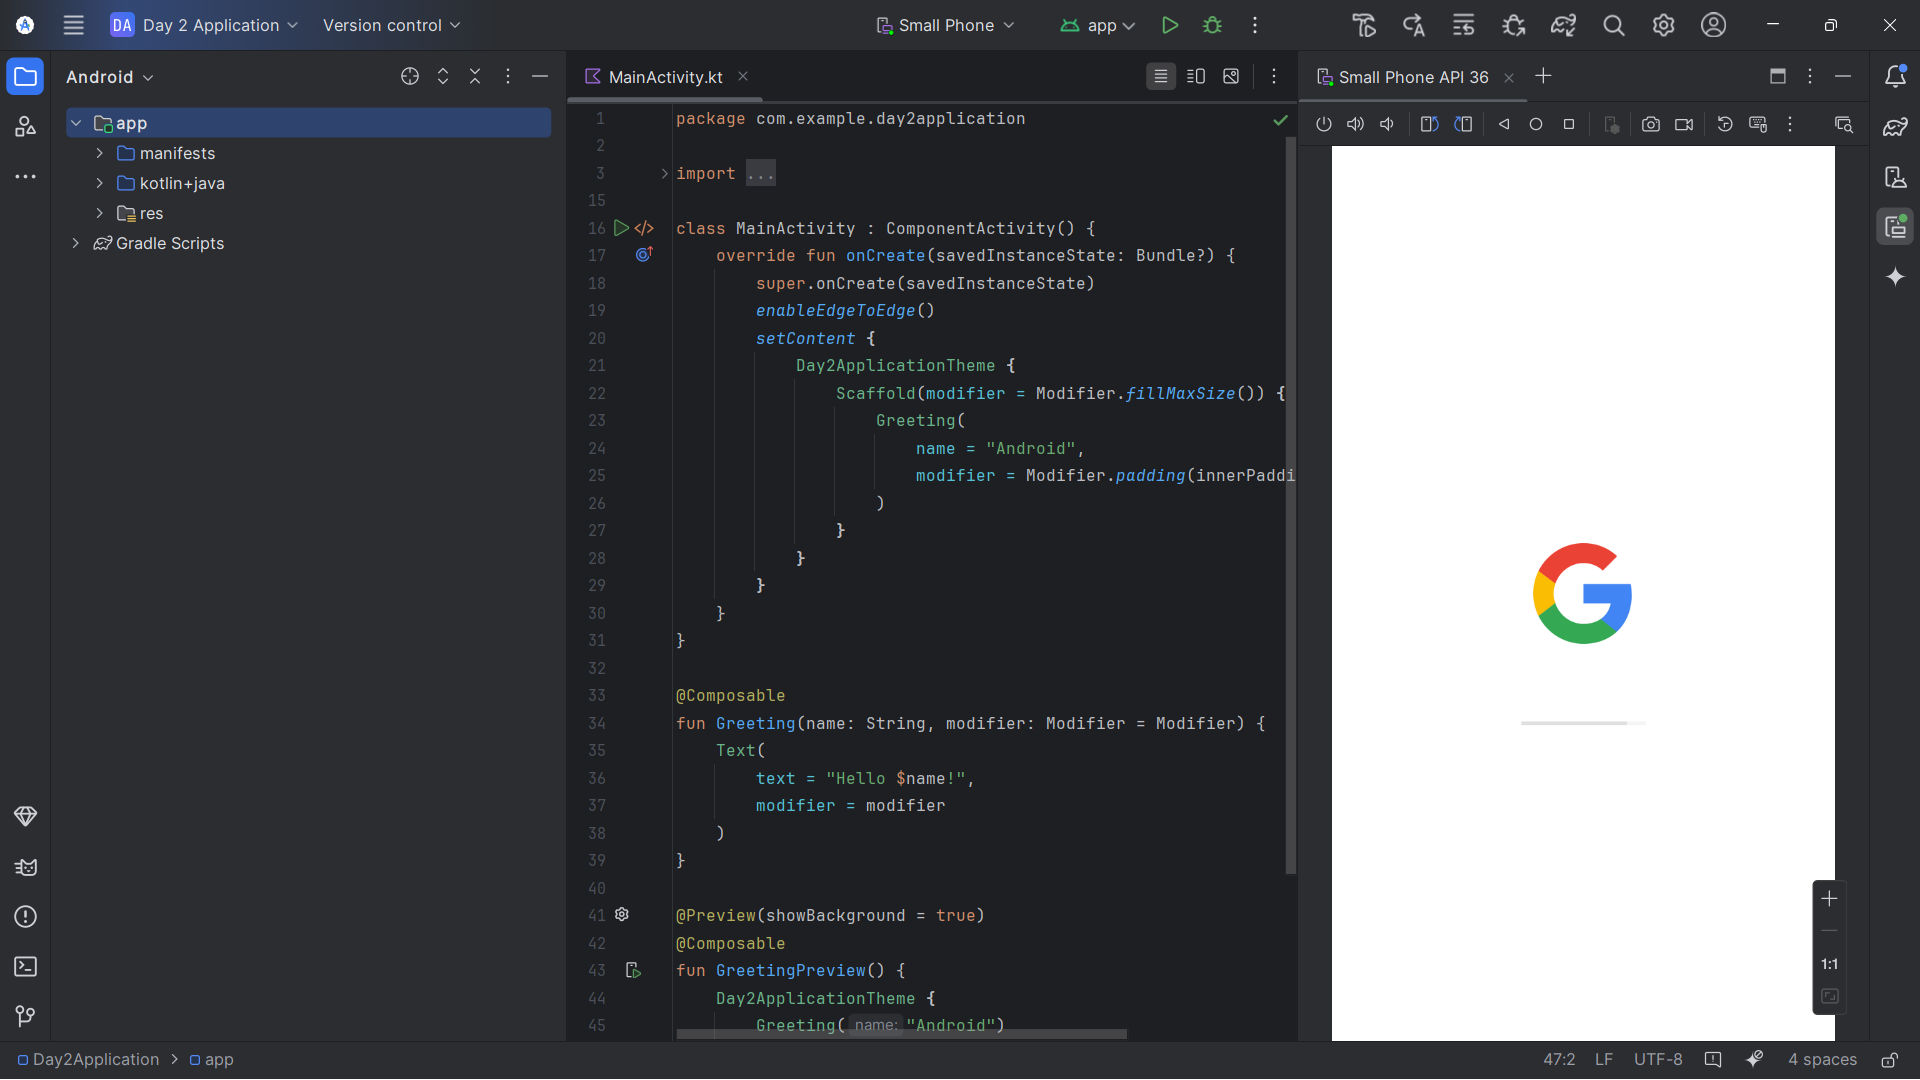 DA Day 2 Application Version control Small Phone app
Android
app
manifests
kotlin+java
res
Gradle Scripts
MainActivity.kt
1 package com.example.day2application
2
3 import ...
15
16 class MainActivity : ComponentActivity() {
17 override fun onCreate(savedInstanceState: Bundle?) {
18 super.onCreate(savedInstanceState)
19 enableEdgeToEdge()
20 setContent {
21 Day2ApplicationTheme {
22 Scaffold(modifier = Modifier.fillMaxSize()) {
23 Greeting(
24 name = "Android",
25 modifier = Modifier.padding(innerPaddi
26 )
27 }
28 }
29 }
30 }
31 }
32
33 @Composable
34 fun Greeting(name: String, modifier: Modifier = Modifier) {
35 Text(
36 text = "Hello $name!",
37 modifier = modifier
38 )
39 }
40
41 @Preview(showBackground = true)
42 @Composable
43 fun GreetingPreview() {
44 Day2ApplicationTheme {
45 Greeting( name: "Android")
Small Phone API 36
1:1
Day2Application > app
47:2 LF UTF-8 4 spaces